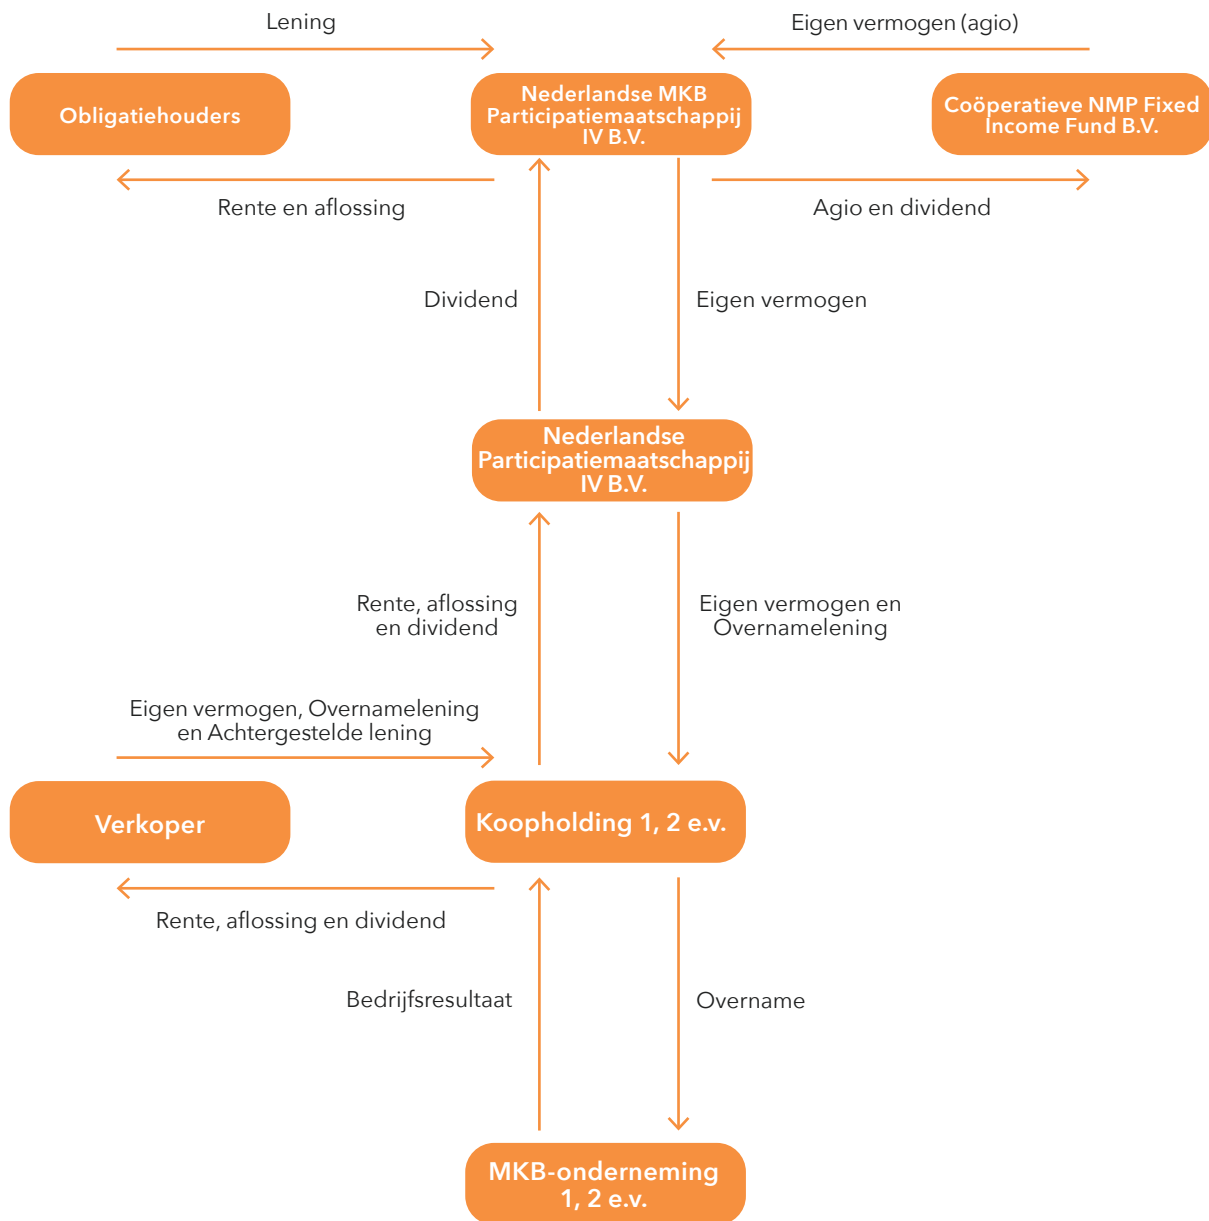 Lening
Eigen vermogen (agio)
Obligatiehouders
Nederlandse MKB
Participatiemaatschappij
IV B.V.
Coöperatieve NMP Fixed
Income Fund B.V.
Rente en aflossing
Agio en dividend
Dividend
Eigen vermogen
Nederlandse
Participatiemaatschappij
IV B.V.
Rente, aflossing
en dividend
Eigen vermogen en
Overnamelening
Eigen vermogen, Overnamelening
en Achtergestelde lening
Verkoper
Koopholding 1, 2 e.v.
Rente, aflossing en dividend
Bedrijfsresultaat
Overname
MKB-onderneming
1, 2 e.v.